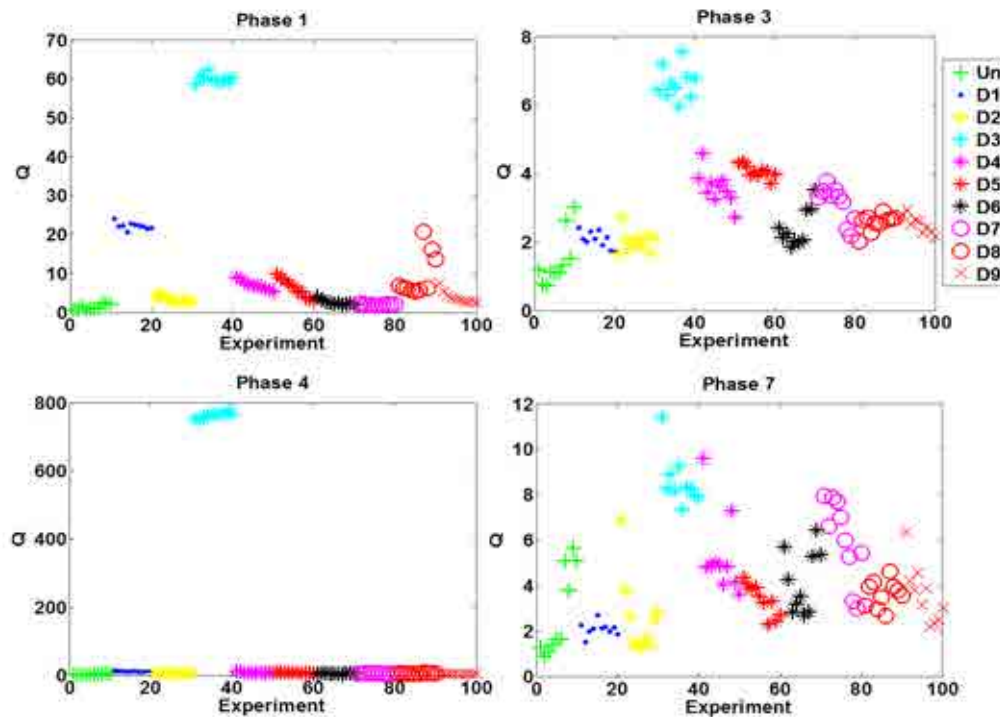 Phase 1
70
60
50
40
30
20
10
0
Q
0 20 40 60 80 100
Experiment
Phase 3
8
6
4
2
0
Q
0 20 40 60 80 100
Experiment
Un
D1
D2
D3
D4
D5
D6
D7
D8
D9
Phase 4
800
600
400
200
0
Q
0 20 40 60 80 100
Experiment
Phase 7
12
10
8
6
4
2
0
Q
0 20 40 60 80 100
Experiment